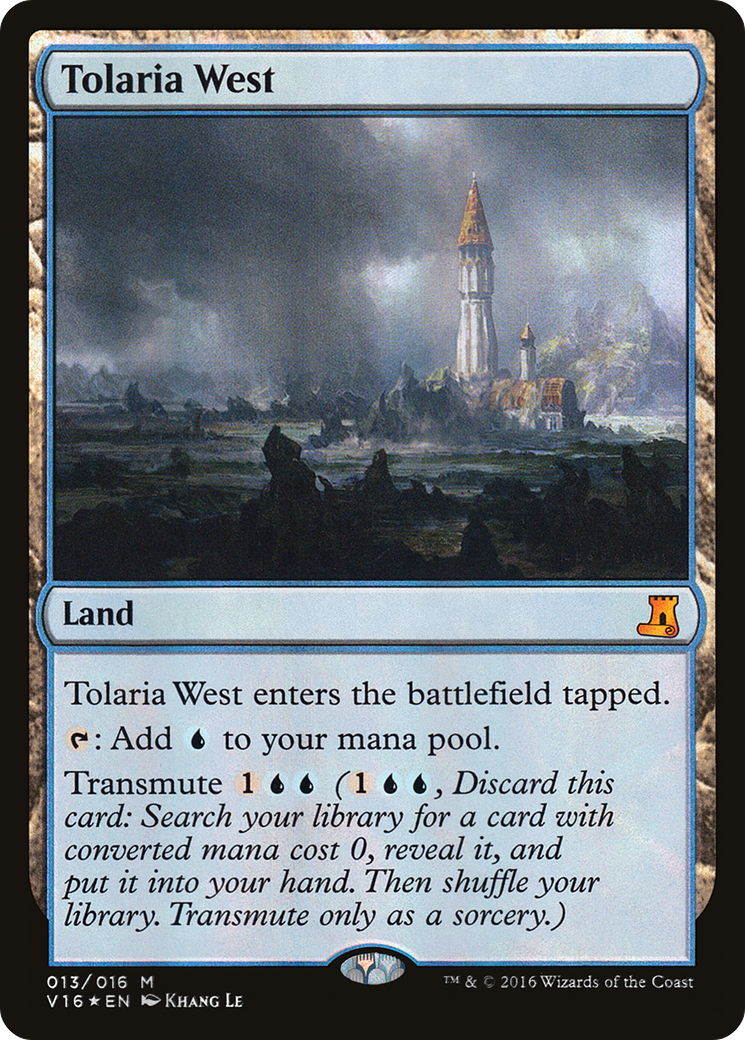 Tolaria West
Land
Tolaria West enters the battlefield tapped.
: Add to your mana pool.
Transmute 1 (1, Discard this
card: Search your library for a card with
converted mana cost 0, reveal it, and
put it into your hand. Then shuffle your
library. Transmute only as a sorcery.)
013/016 M
V16★EN Khang Le
™ & © 2016 Wizards of the Coast